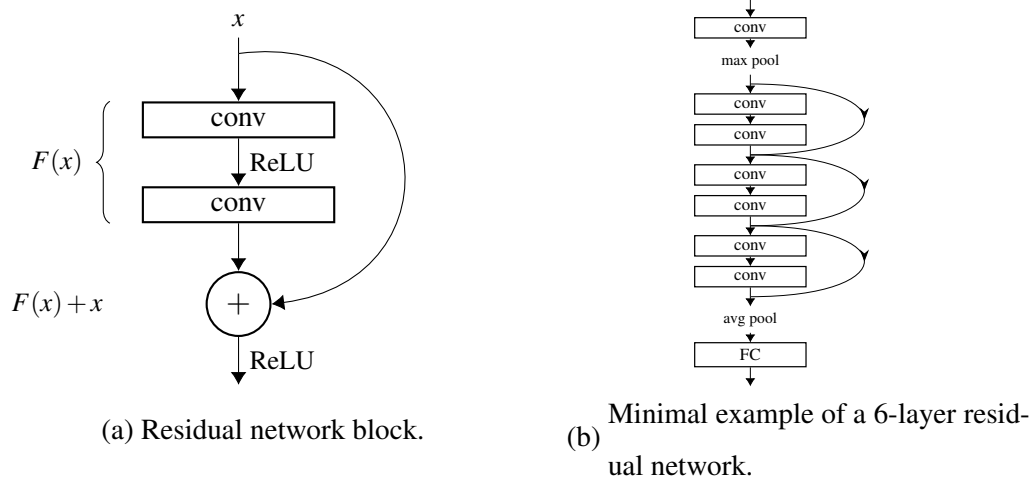 x
conv
F(x)
ReLU
conv
F(x) + x
+
ReLU
(a) Residual network block.
conv
max pool
conv
conv
conv
conv
conv
conv
avg pool
FC
(b) Minimal example of a 6-layer resid-
ual network.